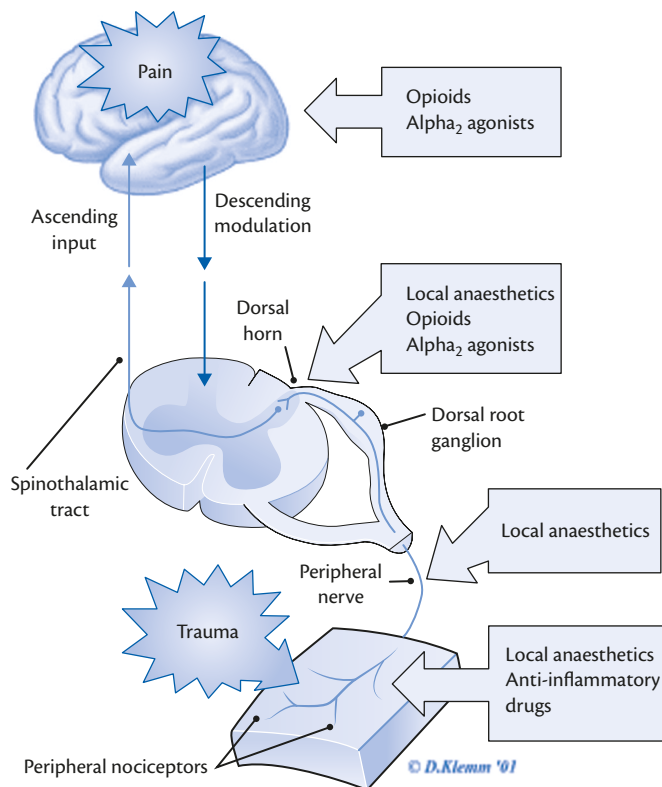 Pain
Opioids
Alpha₂ agonists
Ascending
input
Descending
modulation
Local anaesthetics
Opioids
Alpha₂ agonists
Dorsal
horn
Dorsal root
ganglion
Spinothalamic
tract
Local anaesthetics
Peripheral
nerve
Trauma
Local anaesthetics
Anti-inflammatory
drugs
Peripheral nociceptors
© D.Klemm '01